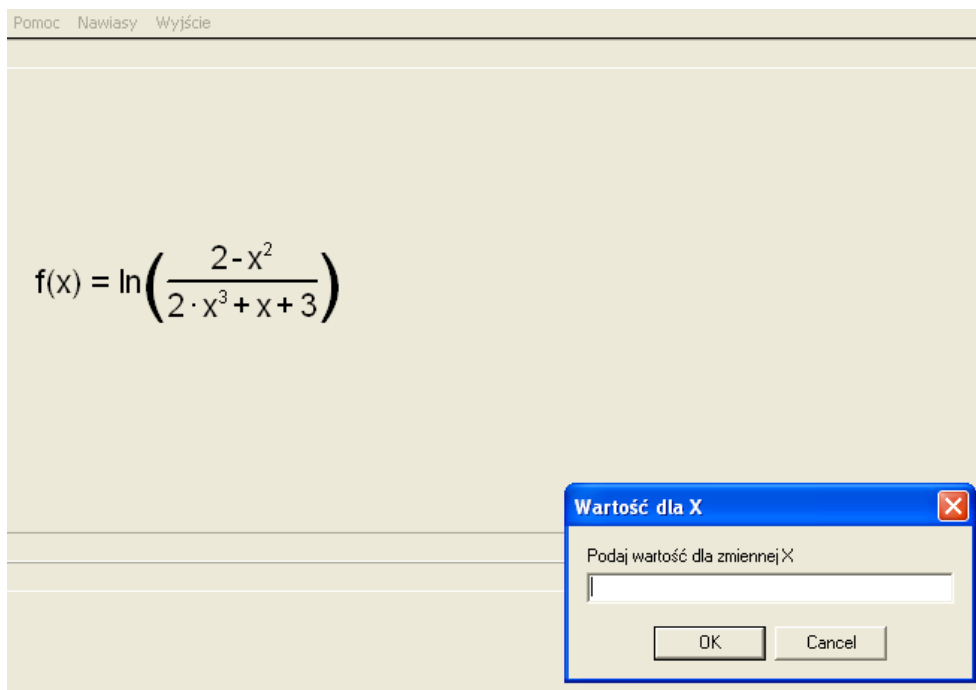 Pomoc Nawiasy Wyjście
f(x) = ln(2-x²/2·x³+x+3)
Wartość dla X
Podaj wartość dla zmiennej X
OK Cancel